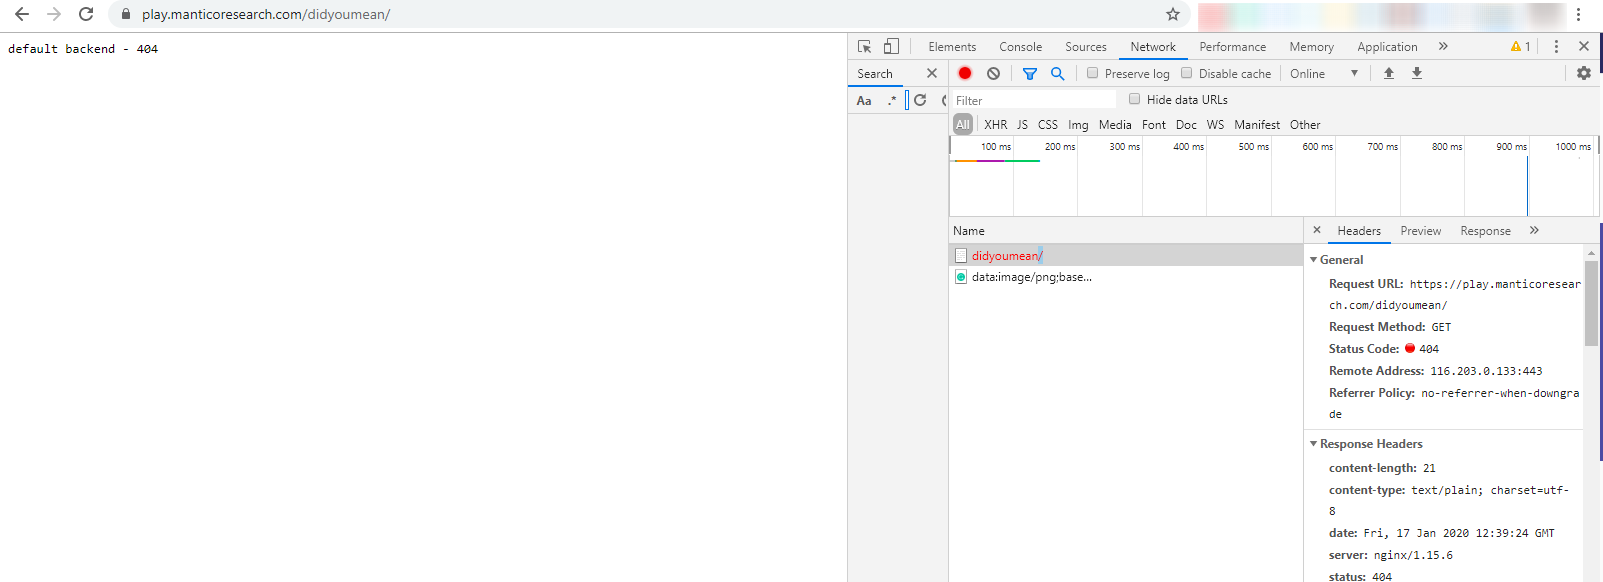 play.manticoresearch.com/didyoumean/
default backend - 404
Elements Console Sources Network Performance Memory Application » 1
Search
Preserve log Disable cache Online
Aa .*
Filter Hide data URLs
All XHR JS CSS Img Media Font Doc WS Manifest Other
100 ms 200 ms 300 ms 400 ms 500 ms 600 ms 700 ms 800 ms 900 ms 1000 ms
Name
didyoumean/
data:image/png;base...
Headers Preview Response »
General
Request URL: https://play.manticoresear
ch.com/didyoumean/
Request Method: GET
Status Code: 404
Remote Address: 116.203.0.133:443
Referrer Policy: no-referrer-when-downgra
de
Response Headers
content-length: 21
content-type: text/plain; charset=utf-
8
date: Fri, 17 Jan 2020 12:39:24 GMT
server: nginx/1.15.6
status: 404